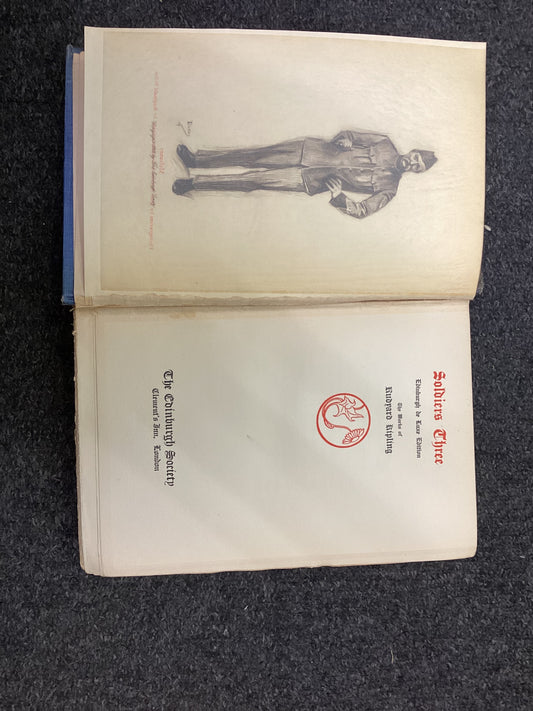 Soldiers Three
Edinburgh de Luxe Edition
The Works of
Rudyard Kipling
The Edinburgh Society
Clement's Inn, London